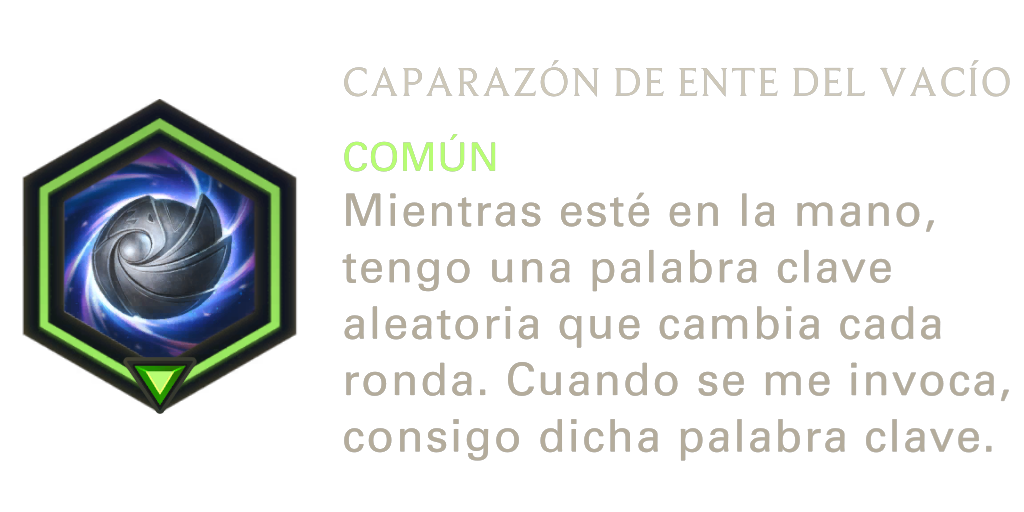 CAPARAZÓN DE ENTE DEL VACÍO
COMÚN
Mientras esté en la mano,
tengo una palabra clave
aleatoria que cambia cada
ronda. Cuando se me invoca,
consigo dicha palabra clave.